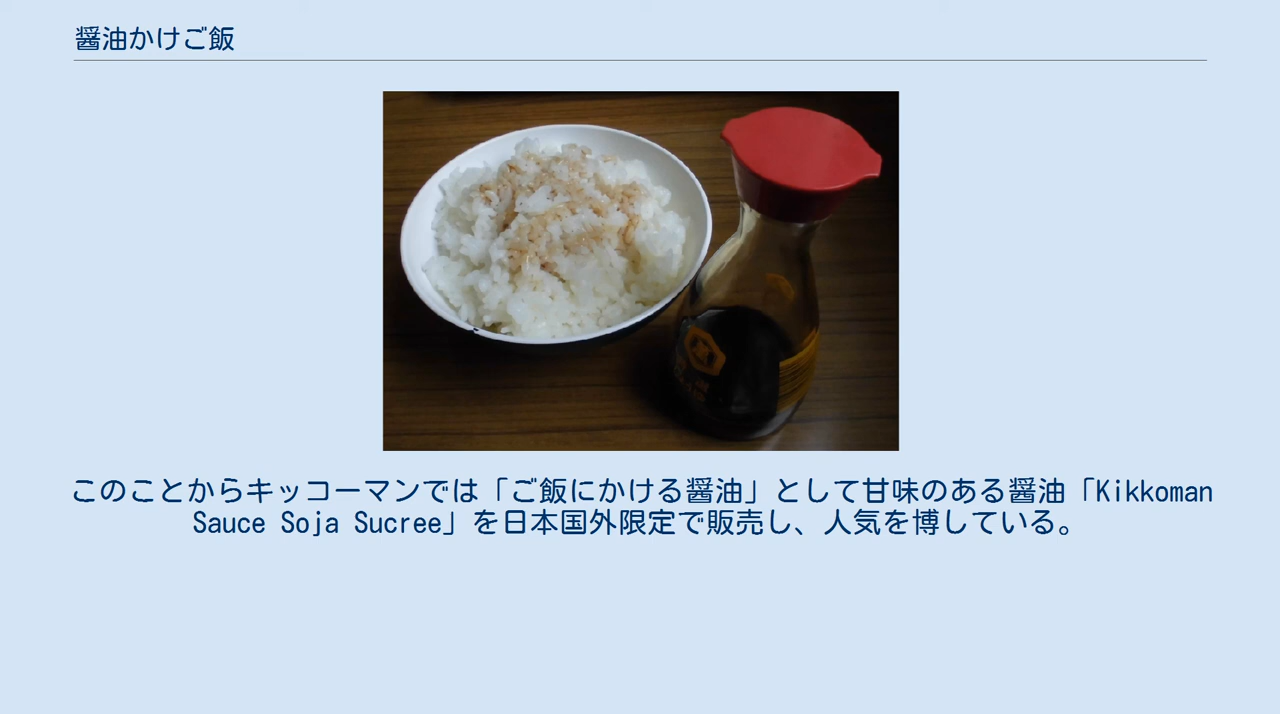 醤油かけご飯
このことからキッコーマンでは「ご飯にかける醤油」として甘味のある醤油「Kikkoman
Sauce Soja Sucree」を日本国外限定で販売し、人気を博している。